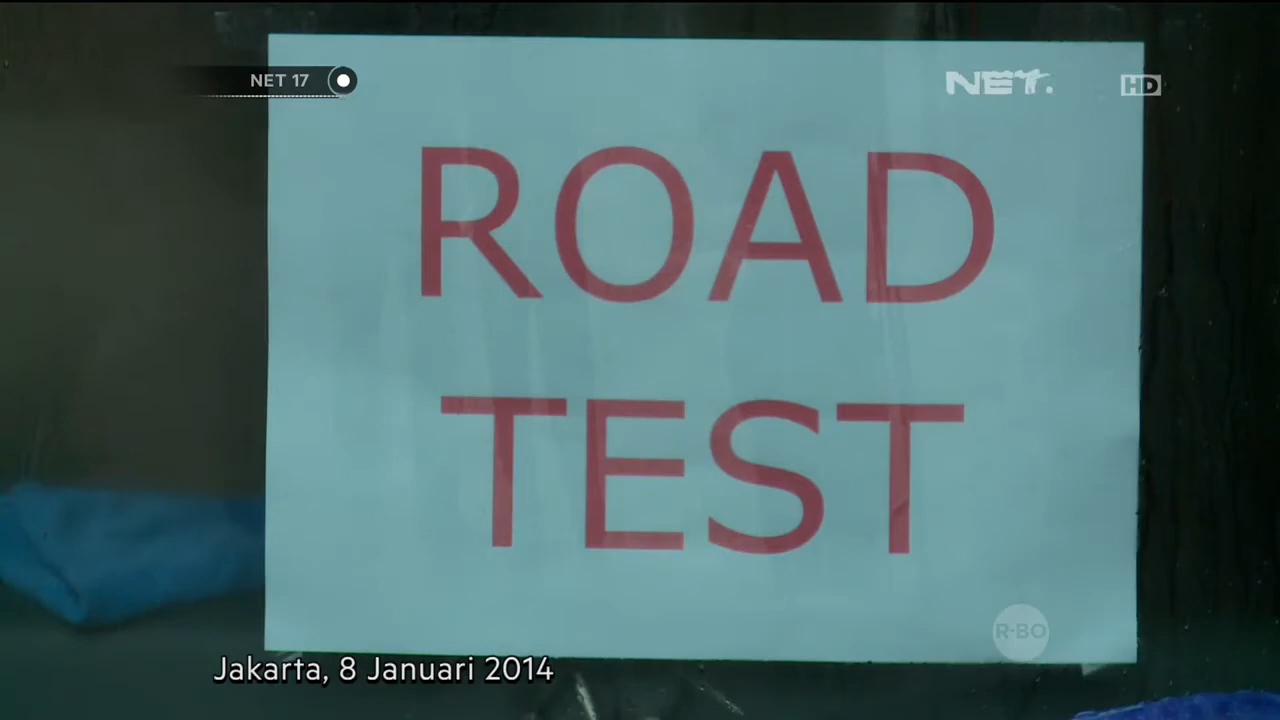 NET 17
NET.
HD
ROAD
TEST
R-BO
Jakarta, 8 Januari 2014